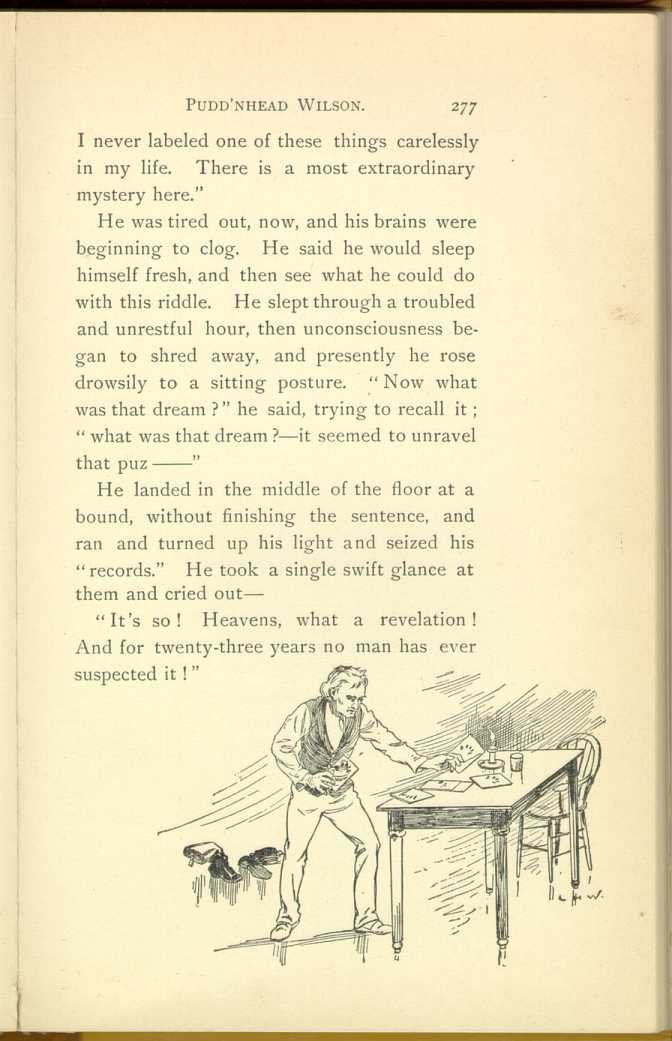 PUDD'NHEAD WILSON. 277
I never labeled one of these things carelessly
in my life. There is a most extraordinary
mystery here."
He was tired out, now, and his brains were
beginning to clog. He said he would sleep
himself fresh, and then see what he could do
with this riddle. He slept through a troubled
and unrestful hour, then unconsciousness be-
gan to shred away, and presently he rose
drowsily to a sitting posture. "Now what
was that dream?" he said, trying to recall it;
"what was that dream?—it seemed to unravel
that puz——"
He landed in the middle of the floor at a
bound, without finishing the sentence, and
ran and turned up his light and seized his
"records." He took a single swift glance at
them and cried out—
"It's so! Heavens, what a revelation!
And for twenty-three years no man has ever
suspected it!"